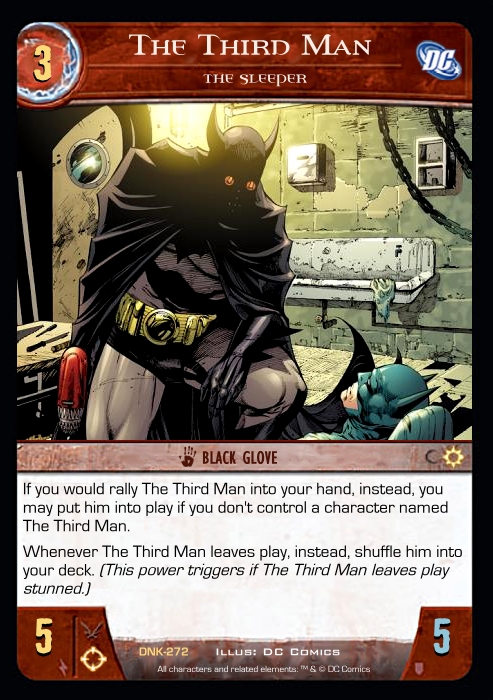 3
The Third Man
DC
The Sleeper
Black Glove
If you would rally The Third Man into your hand, instead, you
may put him into play if you don't control a character named
The Third Man.
Whenever The Third Man leaves play, instead, shuffle him into
your deck. (This power triggers if The Third Man leaves play
stunned.)
5
5
DNK-272 Illus: DC Comics
All characters and related elements: ™ & © DC Comics